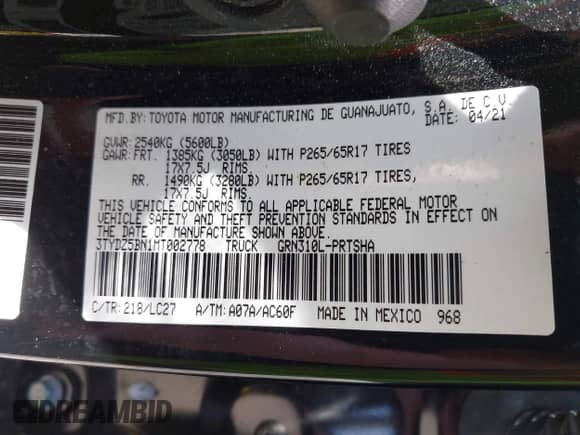 MFD.BY:TOYOTA MOTOR MANUFACTURING DE GUANAJUATO, S.A. DE C.V.
DATE: 04/21
GVWR:2540KG (5600LB)
GAWR:FRT. 1385KG (3050LB) WITH P265/65R17 TIRES
17X7.5J RIMS
RR. 1490KG (3280LB) WITH P265/65R17 TIRES,
17X7.5J RIMS,
THIS VEHICLE CONFORMS TO ALL APPLICABLE FEDERAL MOTOR
VEHICLE SAFETY AND THEFT PREVENTION STANDARDS IN EFFECT ON
THE DATE OF MANUFACTURE SHOWN ABOVE.
3TYDZ5BN1MT002778 TRUCK GRN310L-PRTSHA
C/TR:218/LC27 A/TM:A07A/AC60F MADE IN MEXICO 968
DREAMBID